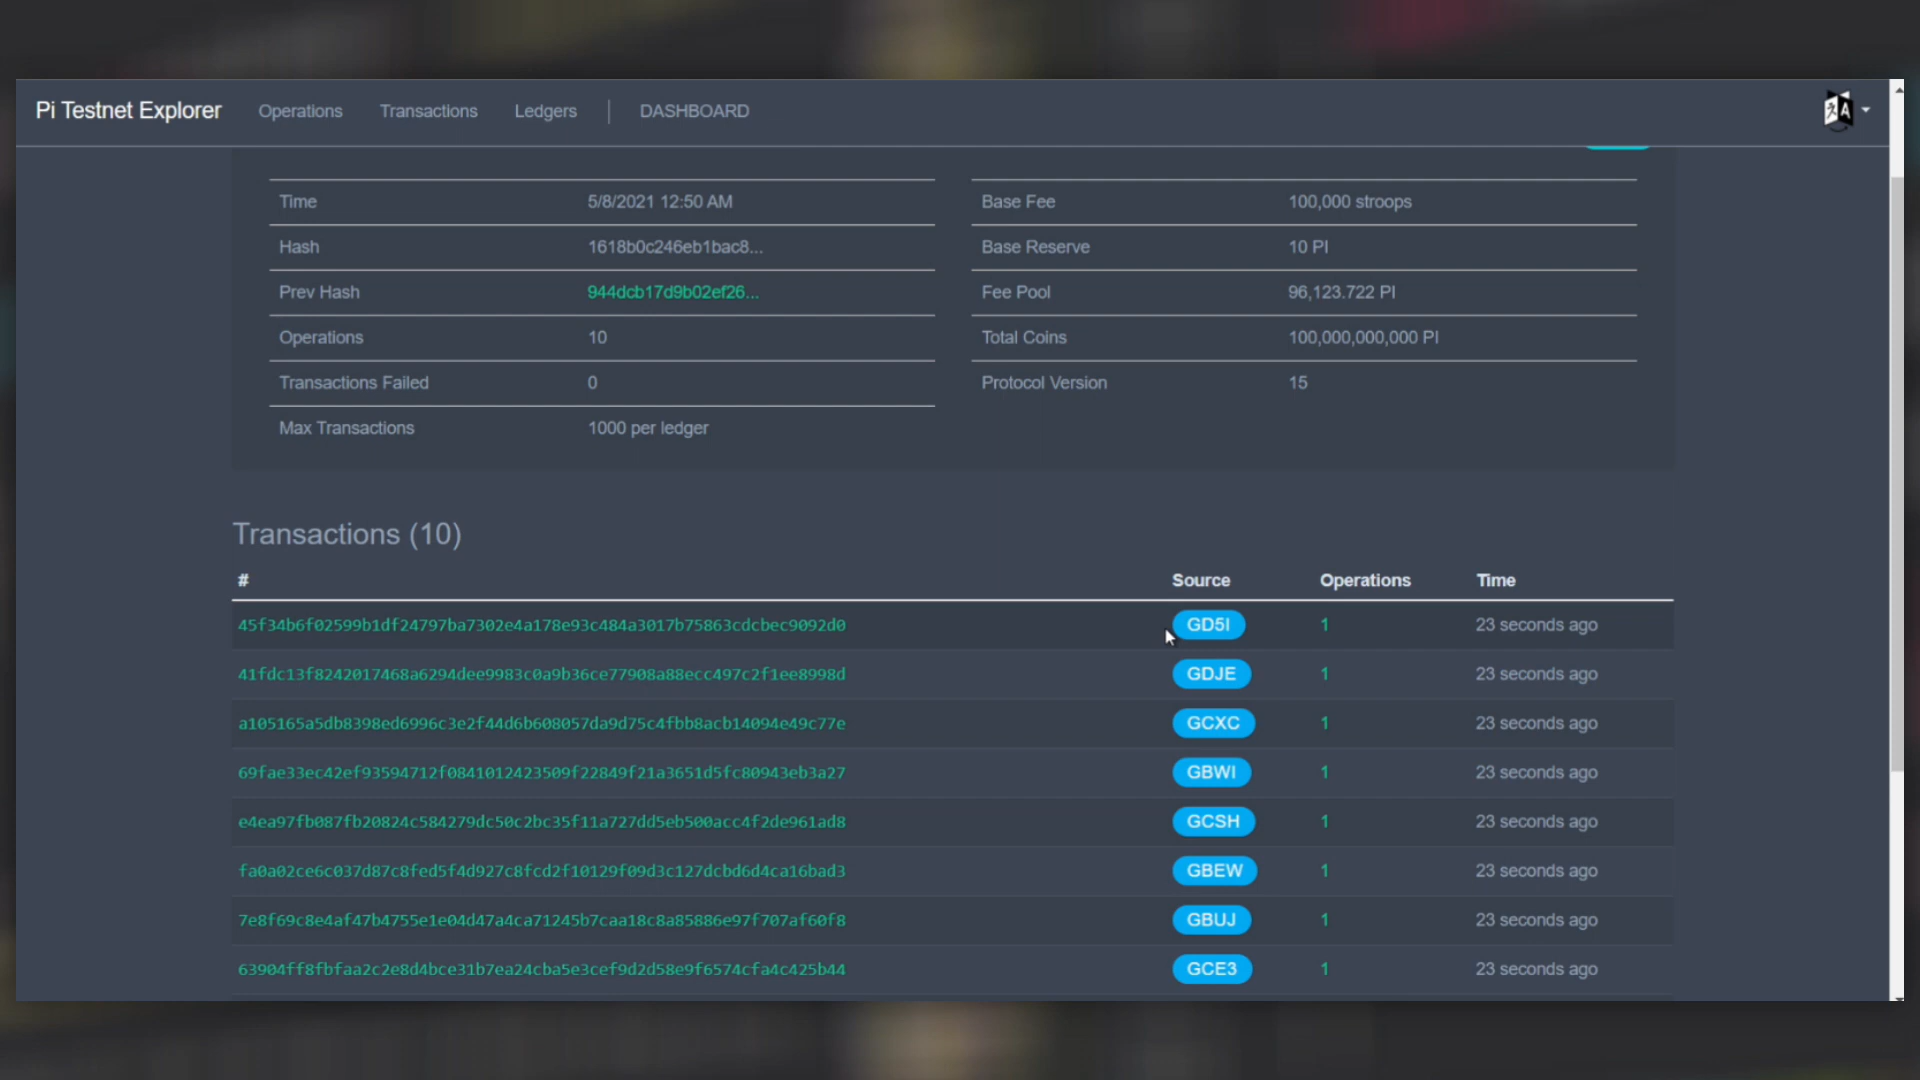 Pi Testnet Explorer Operations Transactions Ledgers DASHBOARD
Time 5/8/2021 12:50 AM
Hash 1618b0c246eb1bac8...
Prev Hash 944dcb17d9b02ef26...
Operations 10
Transactions Failed 0
Max Transactions 1000 per ledger
Base Fee 100,000 stroops
Base Reserve 10 PI
Fee Pool 96,123.722 PI
Total Coins 100,000,000,000 PI
Protocol Version 15
Transactions (10)
# Source Operations Time
45f34b6f02599b1df24797ba7302e4a178e93c484a3017b75863cdcbec9092d0 GD5I 1 23 seconds ago
41fdc13f8242017468a6294dee9983c0a9b36ce77908a88ecc497c2f1ee8998d GDJE 1 23 seconds ago
a105165a5db8398ed6996c3e2f44d6b608057da9d75c4fbb8acb14094e49c77e GCXC 1 23 seconds ago
69fae33ec42ef93594712f0841012423509f22849f21a3651d5fc80943eb3a27 GBWI 1 23 seconds ago
e4ea97fb087fb20824c584279dc50c2bc35f11a727dd5eb500acc4f2de961ad8 GCSH 1 23 seconds ago
fa0a02ce6c037d87c8fed5f4d927c8fcd2f10129f09d3c127dcbd6d4ca16bad3 GBEW 1 23 seconds ago
7e8f69c8e4af47b4755e1e04d47a4ca71245b7caa18c8a85886e97f707af60f8 GBUJ 1 23 seconds ago
63904ff8fbfaa2c2e8d4bce31b7ea24cba5e3cef9d2d58e9f6574cfa4c425b44 GCE3 1 23 seconds ago